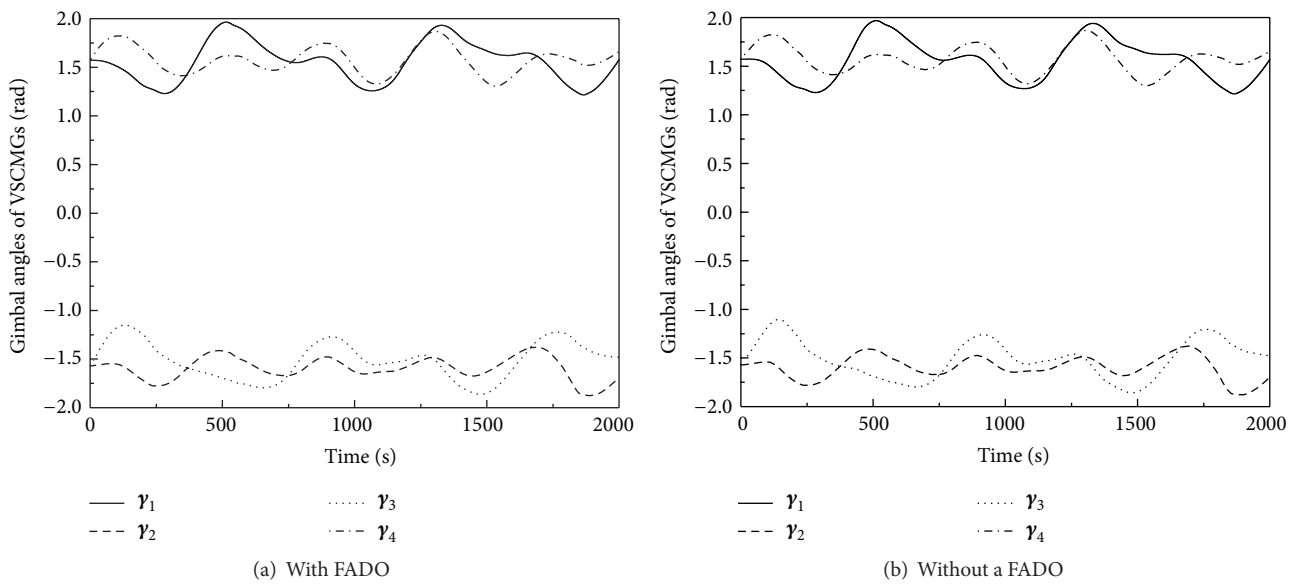 Gimbal angles of VSCMGs (rad)
2.0
1.5
1.0
0.5
0.0
−0.5
−1.0
−1.5
−2.0
0 500 1000 1500 2000
Time (s)
γ1 γ3
γ2 γ4
(a) With FADO
Gimbal angles of VSCMGs (rad)
2.0
1.5
1.0
0.5
0.0
−0.5
−1.0
−1.5
−2.0
0 500 1000 1500 2000
Time (s)
γ1 γ3
γ2 γ4
(b) Without a FADO